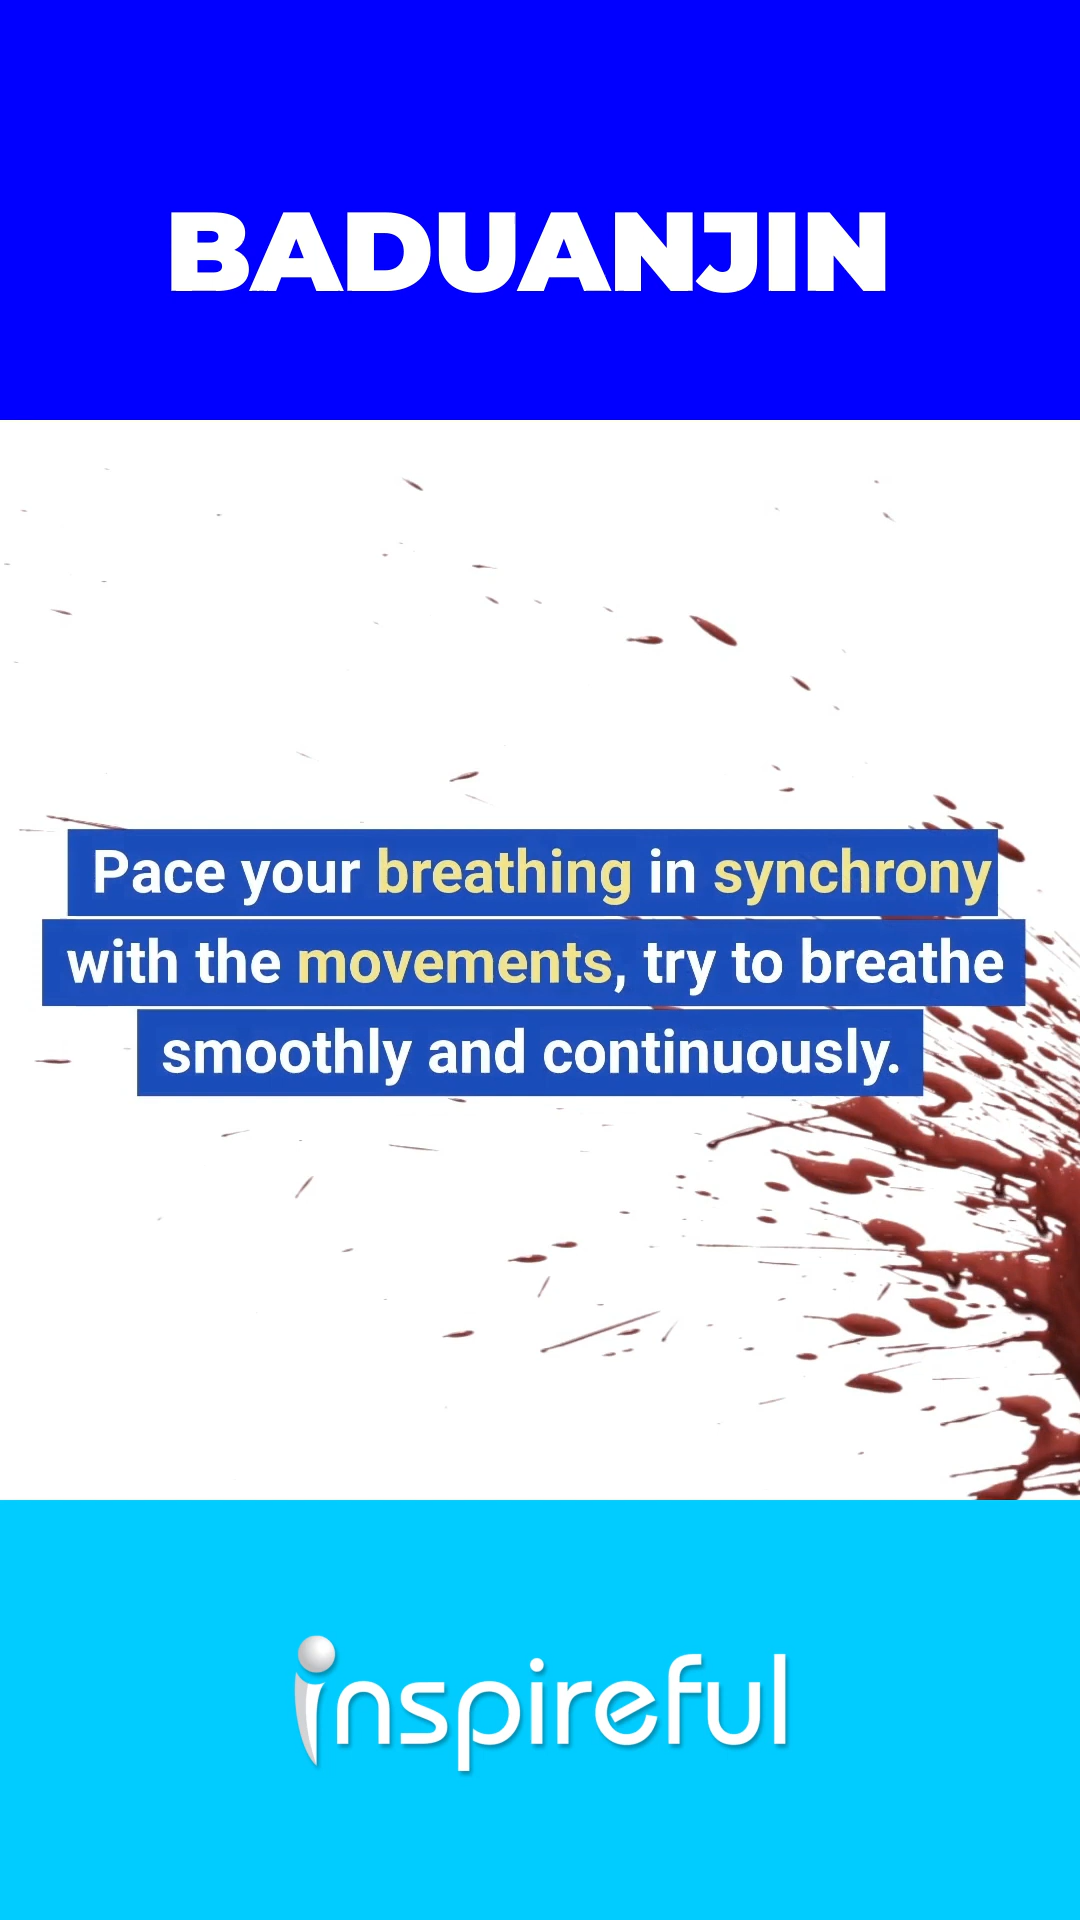 BADUANJIN
Pace your breathing in synchrony
with the movements, try to breathe
smoothly and continuously.
inspireful